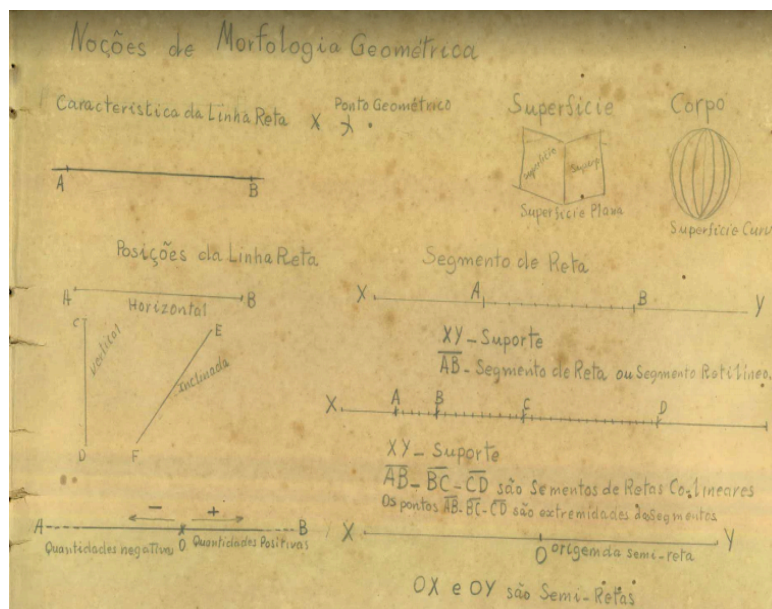 Noções de Morfologia Geométrica
Característica da Linha Reta X Ponto Geométrico
A B
Superfície
Superfície
Superfície Plana
Corpo
Superfície Curv
Posições da Linha Reta
A B
Horizontal
C
Vertical
D
E
Inclinada
F
A B
- +
O
Quantidades negativas Quantidades Positivas
Segmento de Reta
X A B Y
XY - Suporte
AB - Segmento de Reta ou Segmento Retilíneo.
X A B C D
XY - Suporte
AB - BC - CD são Sementos de Retas Co-lineares
Os pontos AB - BC - CD são extremidades do Segmentos
X Y
O origem da semi-reta
OX e OY são Semi-Retas